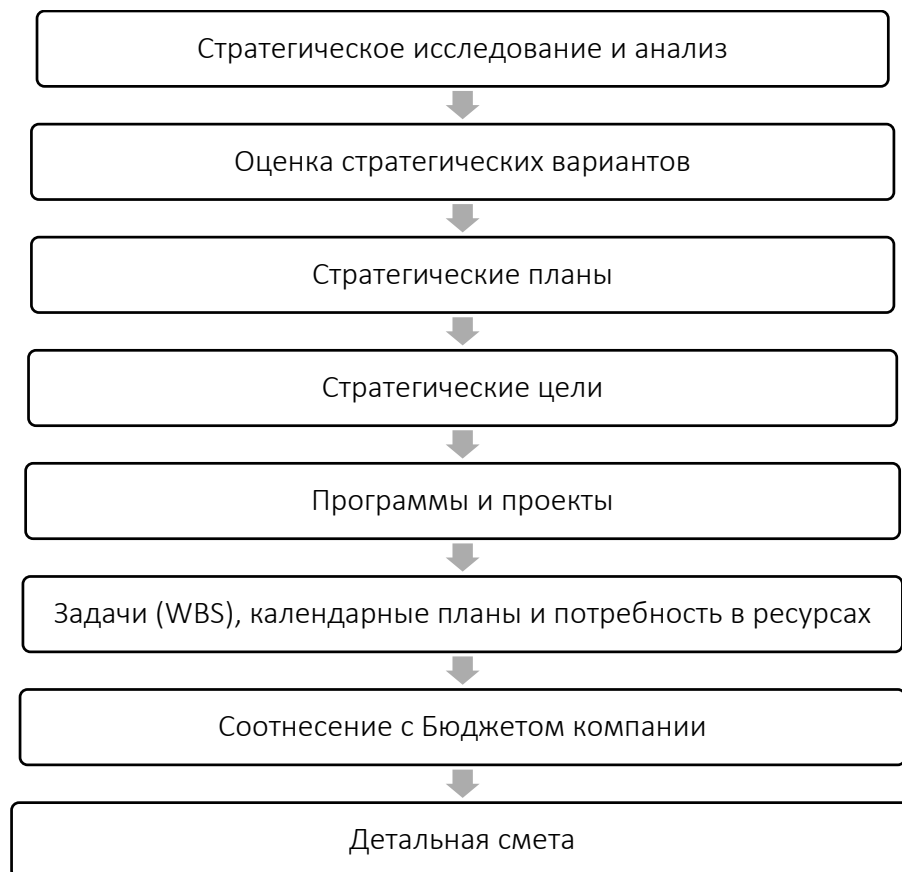 Стратегическое исследование и анализ
Оценка стратегических вариантов
Стратегические планы
Стратегические цели
Программы и проекты
Задачи (WBS), календарные планы и потребность в ресурсах
Соотнесение с Бюджетом компании
Детальная смета